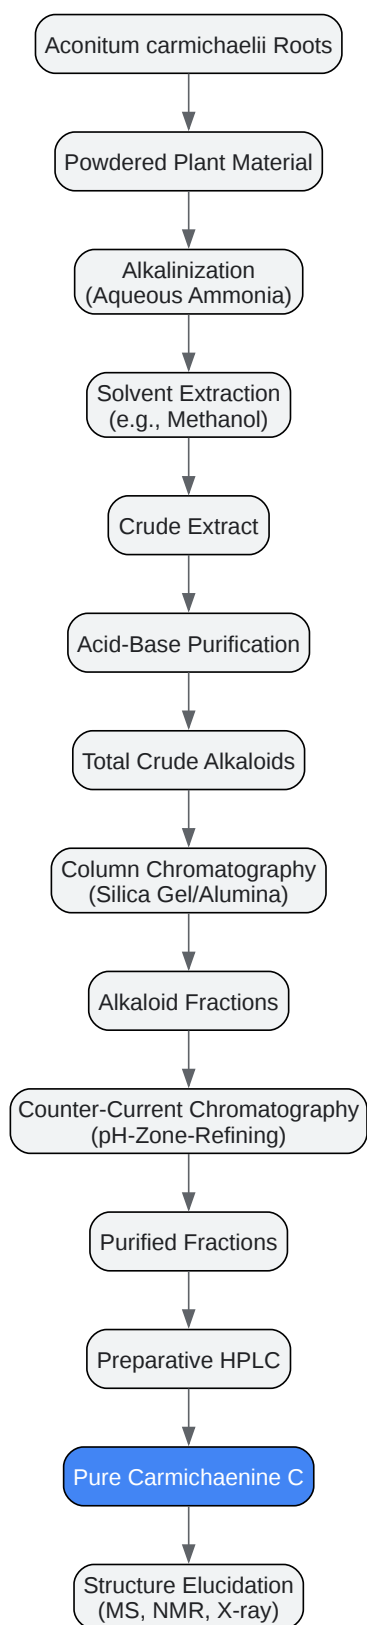 Aconitum carmichaelii Roots
Powdered Plant Material
Alkalinization
(Aqueous Ammonia)
Solvent Extraction
(e.g., Methanol)
Crude Extract
Acid-Base Purification
Total Crude Alkaloids
Column Chromatography
(Silica Gel/Alumina)
Alkaloid Fractions
Counter-Current Chromatography
(pH-Zone-Refining)
Purified Fractions
Preparative HPLC
Pure Carmichaenine C
Structure Elucidation
(MS, NMR, X-ray)